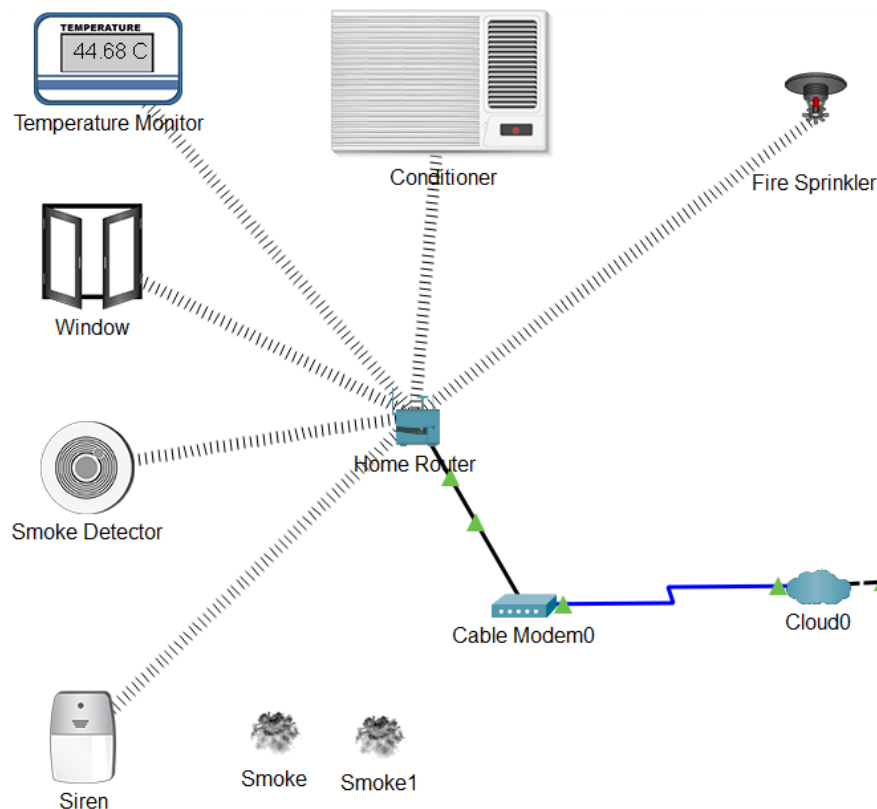 TEMPERATURE
44.68 C
Temperature Monitor
Conditioner
Fire Sprinkler
Window
Home Router
Smoke Detector
Cable Modem0
Cloud0
Smoke
Smoke1
Siren